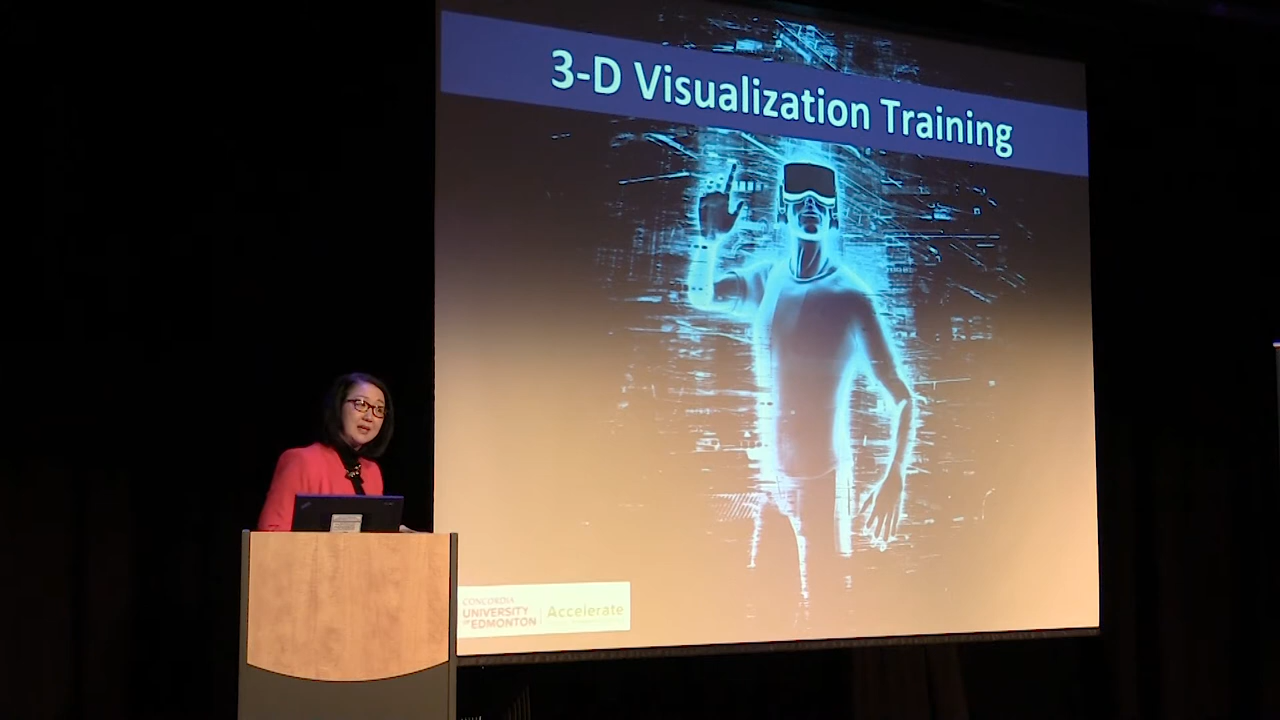 3-D Visualization Training
CONCORDIA
UNIVERSITY
OF EDMONTON
Accelerate